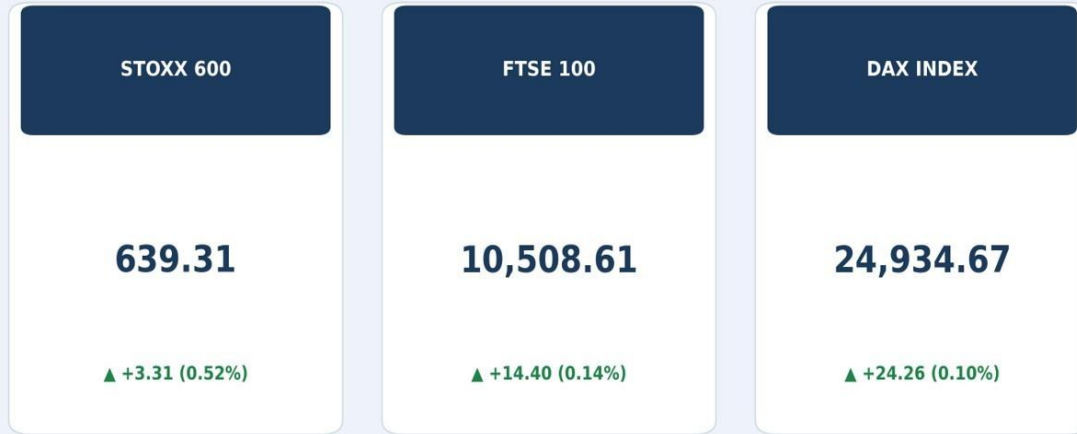 STOXX 600
639.31
▲ +3.31 (0.52%)
FTSE 100
10,508.61
▲ +14.40 (0.14%)
DAX INDEX
24,934.67
▲ +24.26 (0.10%)